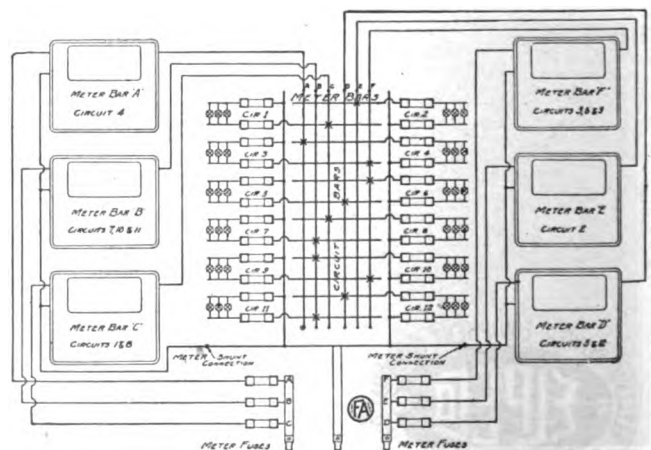 METER BAR 'A'
CIRCUIT 4
METER BAR 'B'
CIRCUITS 7, 10 & 11
METER BAR 'C'
CIRCUITS 1 & 8
A B C D E F
METER BARS
CIR 1
CIR 2
CIR 3
CIR 4
CIR 5
CIR 6
CIR 7
CIR 8
CIR 9
CIR 10
CIR 11
CIR 12
CIRCUIT BARS
METER BAR 'F'
CIRCUITS 3, 5 & 9
METER BAR 'E'
CIRCUIT 2
METER BAR 'D'
METER SHUNT
CONNECTION
METER SHUNT
CONNECTION
A
B
C
F
E
D
FA
METER FUSES
METER FUSES